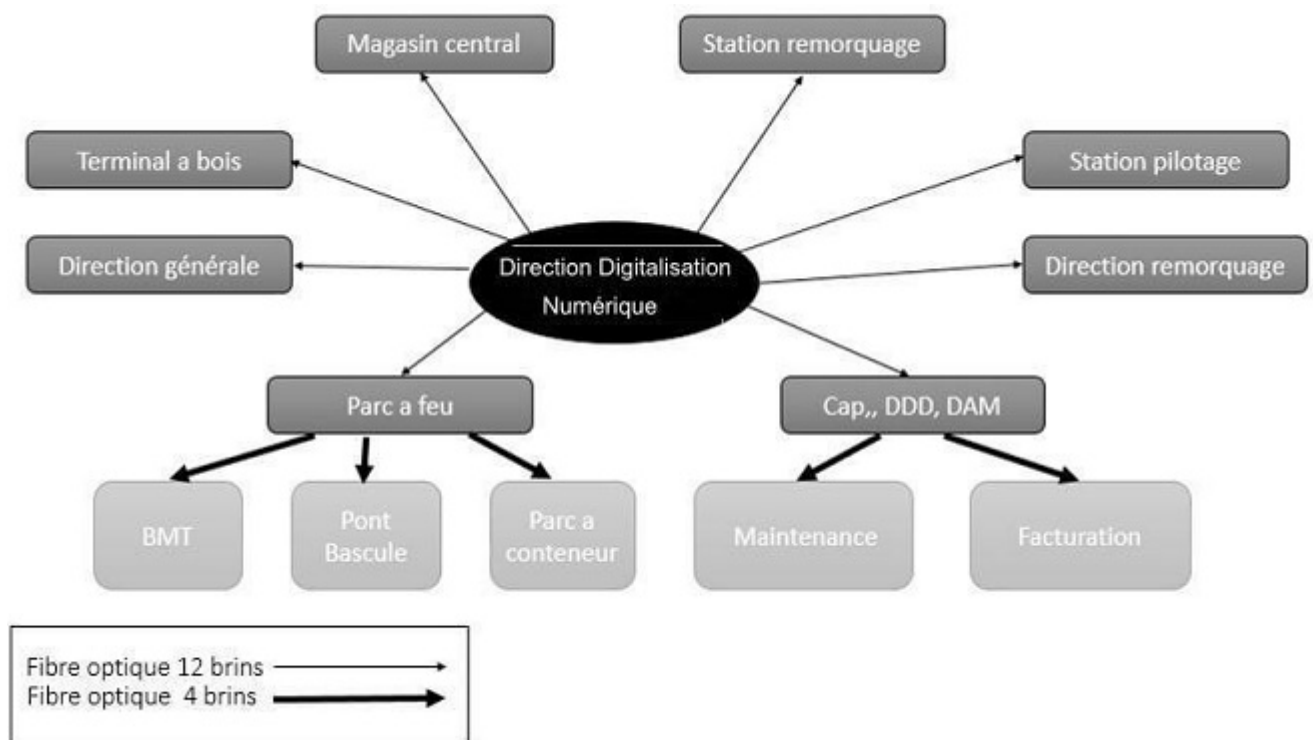 Magasin central
Station remorquage
Terminal a bois
Station pilotage
Direction générale
Direction Digitalisation
Numérique
Direction remorquage
Parc a feu
Cap,, DDD, DAM
BMT
Pont
Bascule
Parc a
conteneur
Maintenance
Facturation
Fibre optique 12 brins
Fibre optique 4 brins